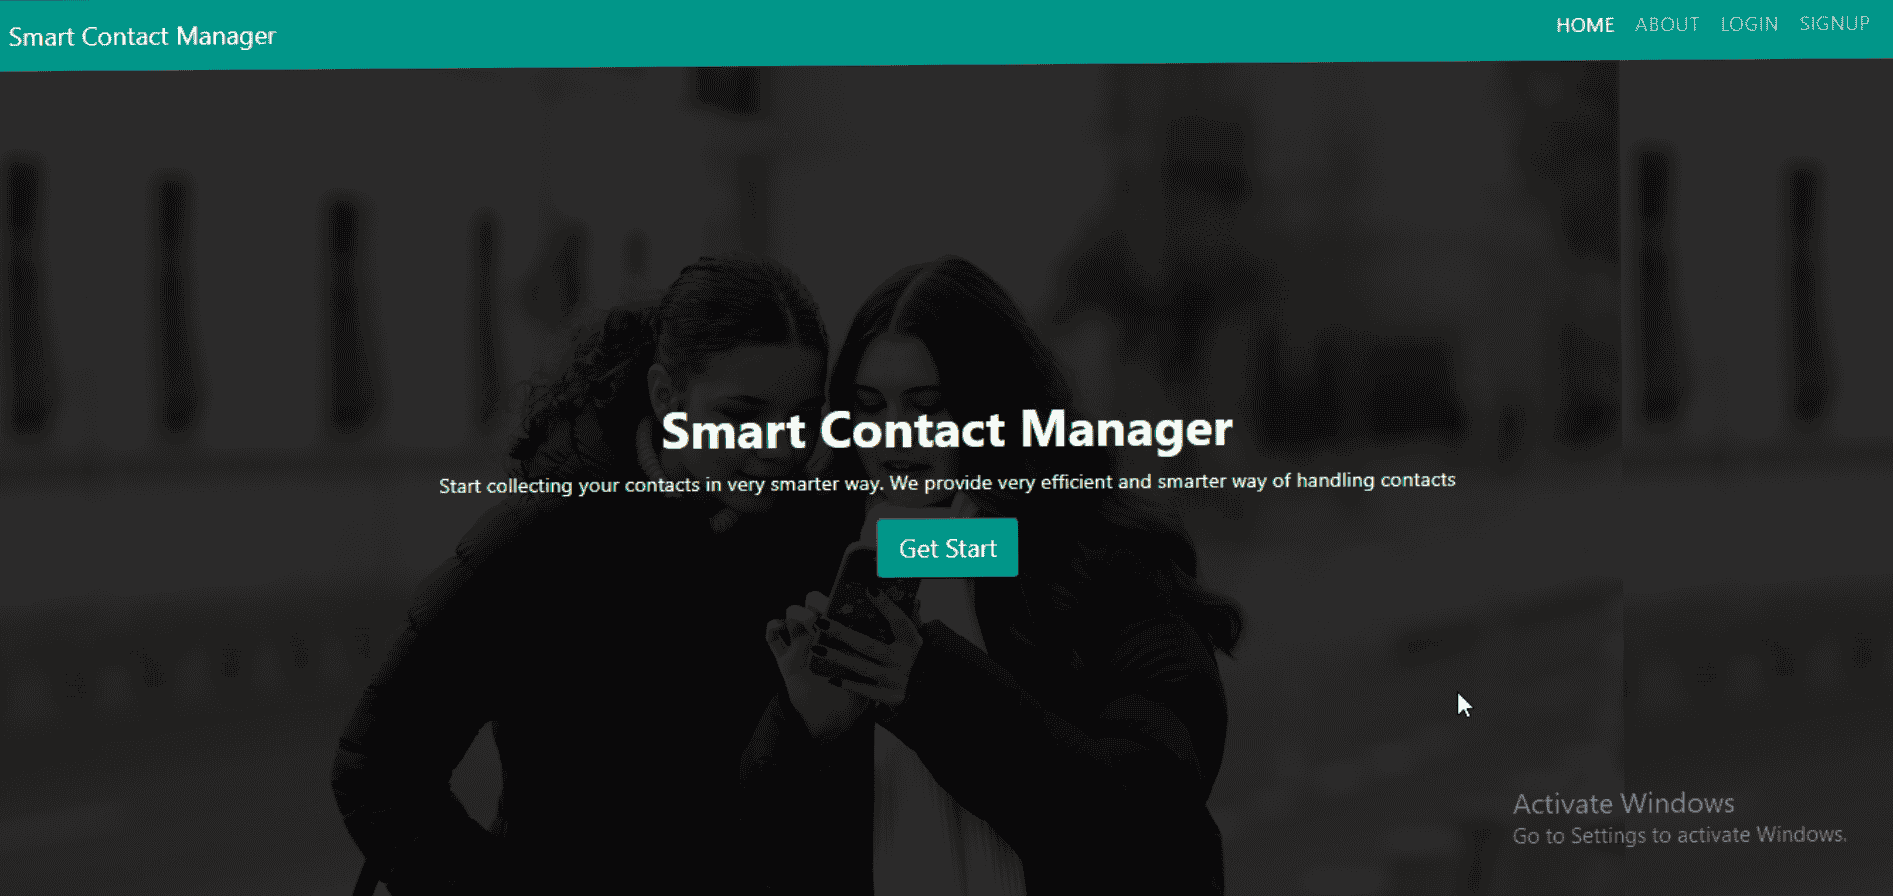 Smart Contact Manager
HOME ABOUT LOGIN SIGNUP
Smart Contact Manager
Start collecting your contacts in very smarter way. We provide very efficient and smarter way of handling contacts
Get Start
Activate Windows
Go to Settings to activate Windows.